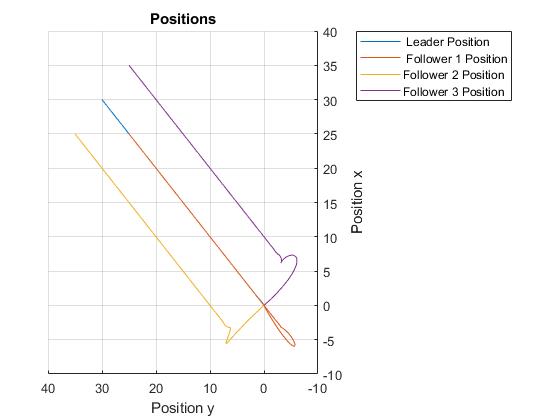 Positions
Leader Position
Follower 1 Position
Follower 2 Position
Follower 3 Position
40
35
30
25
20
15
10
5
0
-5
-10
Position x
40 30 20 10 0 -10
Position y